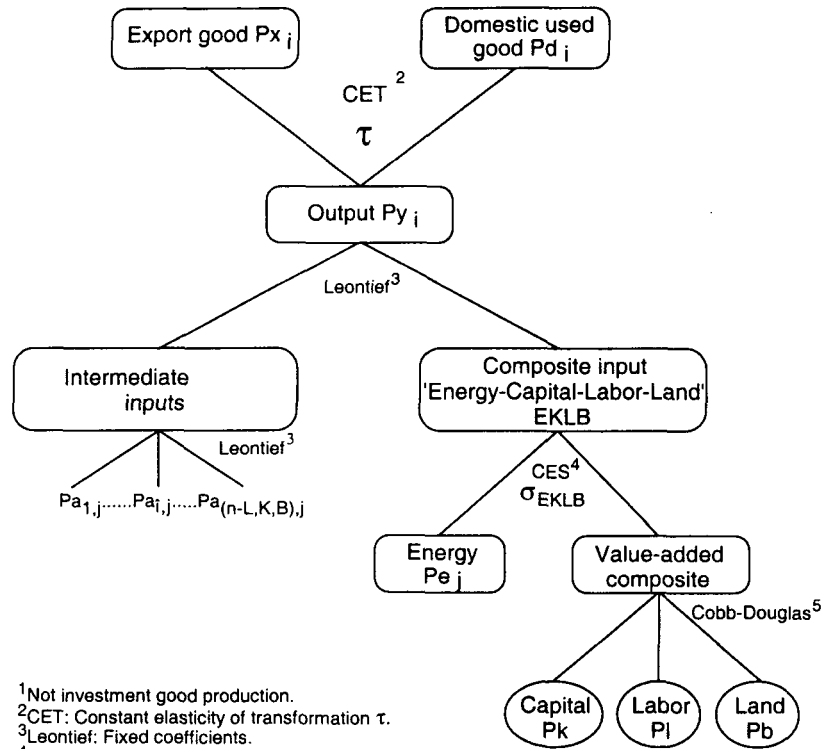 Export good Px i
Domestic used
good Pd i
CET 2
τ
Output Py i
Leontief3
Intermediate
inputs
Composite input
'Energy-Capital-Labor-Land'
EKLB
Leontief3
Pa1,j......Paî,j.....Pa(n-L,K,B),j
CES4
σEKLB
Energy
Pe j
Value-added
composite
Cobb-Douglas5
Capital
Pk
Labor
Pl
Land
Pb
1Not investment good production.
2CET: Constant elasticity of transformation τ.
3Leontief: Fixed coefficients.